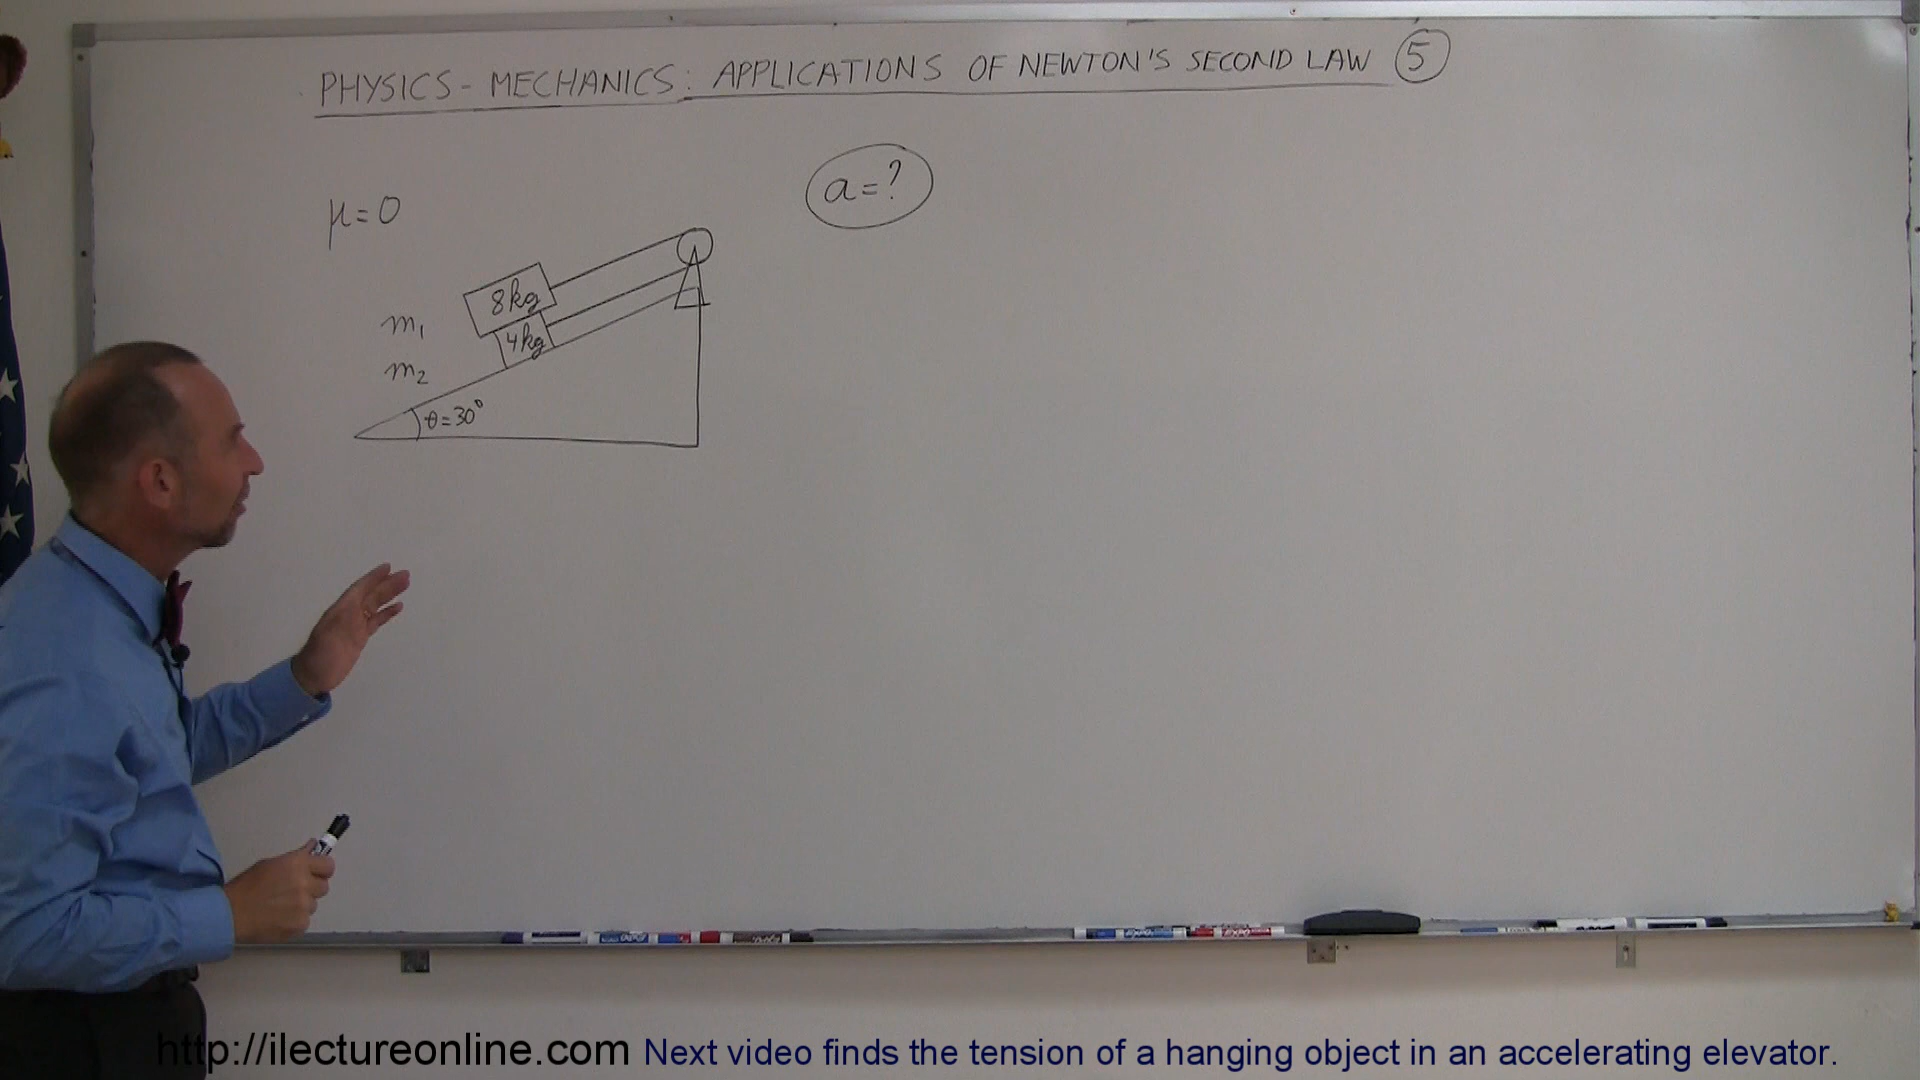 PHYSICS - MECHANICS: APPLICATIONS OF NEWTON'S SECOND LAW 5
a = ?
μ = 0
8kg
m₁
4kg
m₂
θ = 30°
http://ilectureonline.com Next video finds the tension of a hanging object in an accelerating elevator.